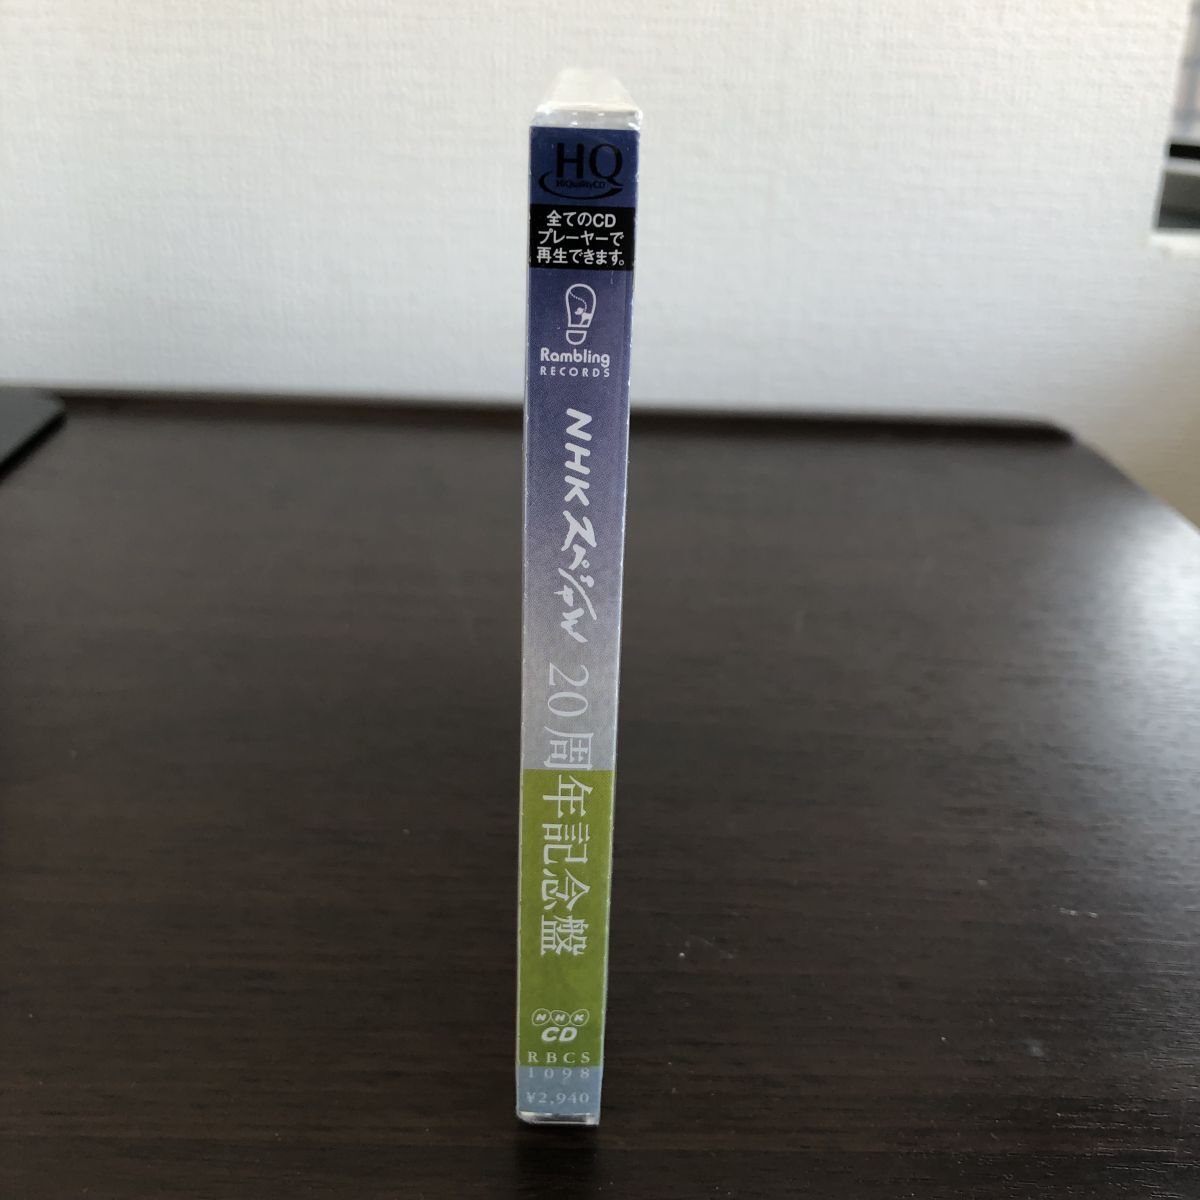 HQ
HiQualityCD
全てのCD
プレーヤーで
再生できます。
Rambling
RECORDS
NHKスペシャル 20周年記念盤
NHK
CD
RBCS
1098
¥2,940